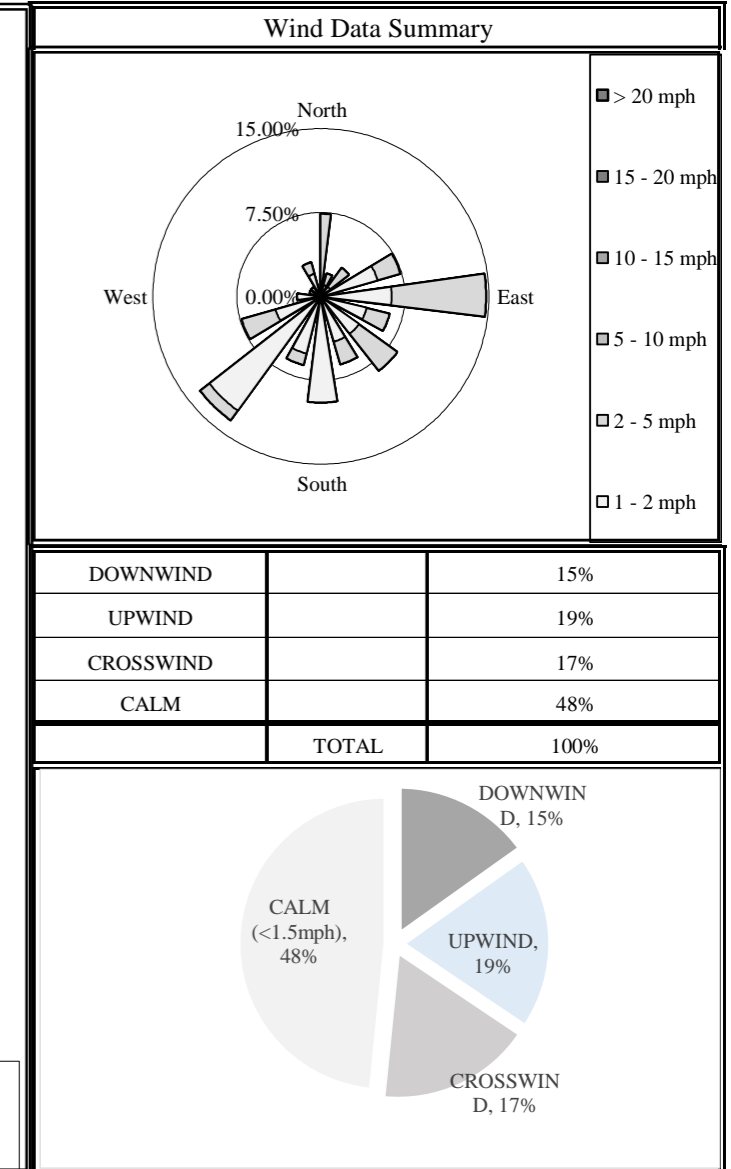 Wind Data Summary
North
15.00%
7.50%
West
0.00%
East
South
> 20 mph
15 - 20 mph
10 - 15 mph
5 - 10 mph
2 - 5 mph
1 - 2 mph
DOWNWIND 15%
UPWIND 19%
CROSSWIND 17%
CALM 48%
TOTAL 100%
DOWNWIN
D, 15%
UPWIND,
19%
CROSSWIN
D, 17%
CALM
(<1.5mph),
48%